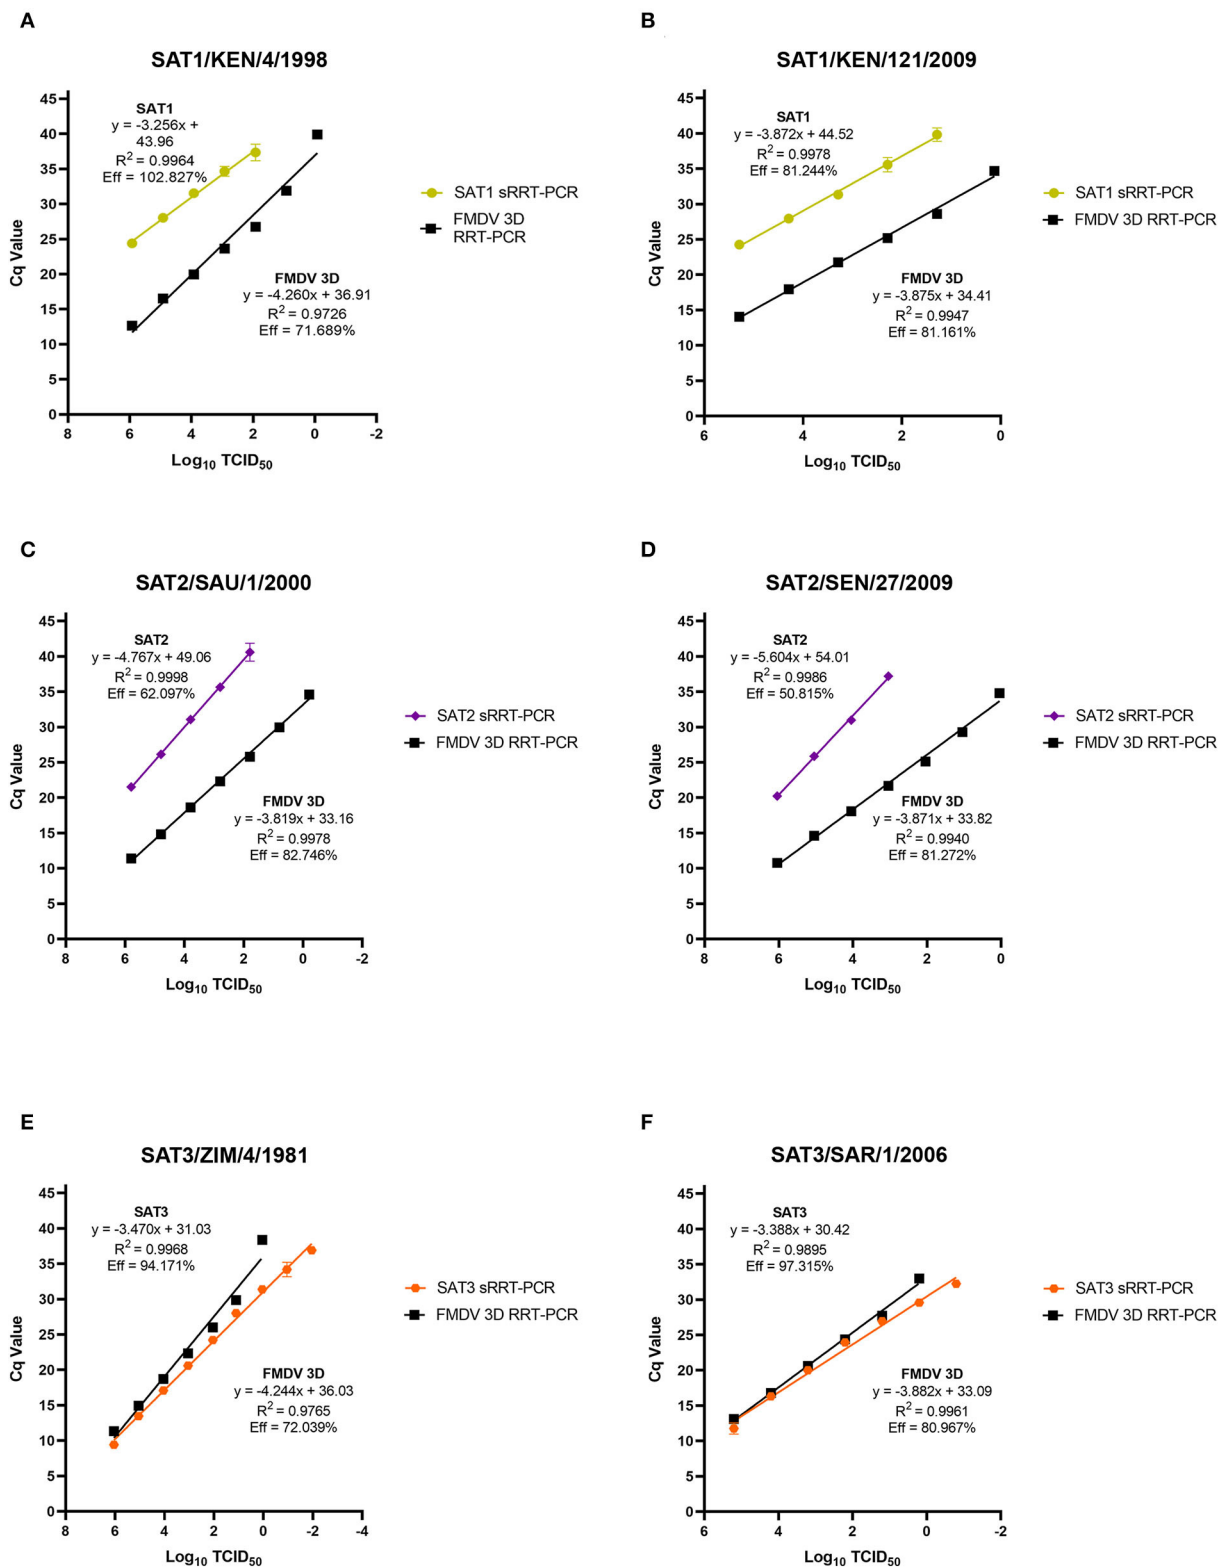 A
SAT1/KEN/4/1998
45
40
35
30
25
20
15
10
5
0
Cq Value
SAT1
y = -3.256x +
43.96
R2 = 0.9964
Eff = 102.827%
FMDV 3D
y = -4.260x + 36.91
R2 = 0.9726
Eff = 71.689%
8 6 4 2 0 -2
Log10 TCID50
SAT1 sRRT-PCR
FMDV 3D
RRT-PCR
B
SAT1/KEN/121/2009
45
40
35
30
25
20
15
10
5
0
Cq Value
SAT1
y = -3.872x + 44.52
R2 = 0.9978
Eff = 81.244%
FMDV 3D
y = -3.875x + 34.41
R2 = 0.9947
Eff = 81.161%
6 4 2 0
Log10 TCID50
SAT1 sRRT-PCR
FMDV 3D RRT-PCR
C
SAT2/SAU/1/2000
45
40
35
30
25
20
15
10
5
0
Cq Value
SAT2
y = -4.767x + 49.06
R2 = 0.9998
Eff = 62.097%
FMDV 3D
y = -3.819x + 33.16
R2 = 0.9978
Eff = 82.746%
8 6 4 2 0 -2
Log10 TCID50
SAT2 sRRT-PCR
FMDV 3D RRT-PCR
D
SAT2/SEN/27/2009
45
40
35
30
25
20
15
10
5
0
Cq Value
SAT2
y = -5.604x + 54.01
R2 = 0.9986
Eff = 50.815%
FMDV 3D
y = -3.871x + 33.82
R2 = 0.9940
Eff = 81.272%
8 6 4 2 0
Log10 TCID50
SAT2 sRRT-PCR
FMDV 3D RRT-PCR
E
SAT3/ZIM/4/1981
45
40
35
30
25
20
15
10
5
0
Cq Value
SAT3
y = -3.470x + 31.03
R2 = 0.9968
Eff = 94.171%
FMDV 3D
y = -4.244x + 36.03
R2 = 0.9765
Eff = 72.039%
8 6 4 2 0 -2 -4
Log10 TCID50
SAT3 sRRT-PCR
FMDV 3D RRT-PCR
F
SAT3/SAR/1/2006
45
40
35
30
25
20
15
10
5
0
Cq Value
SAT3
y = -3.388x + 30.42
R2 = 0.9895
Eff = 97.315%
FMDV 3D
y = -3.882x + 33.09
R2 = 0.9961
Eff = 80.967%
6 4 2 0 -2
Log10 TCID50
SAT3 sRRT-PCR
FMDV 3D RRT-PCR